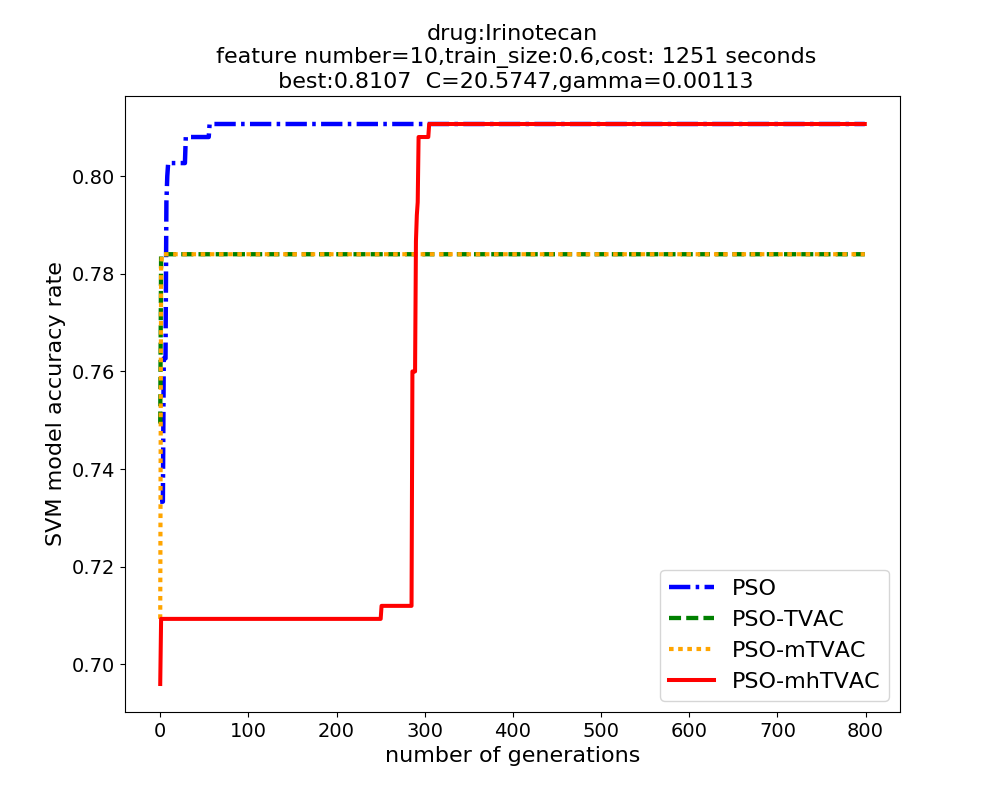 drug:Irinotecan
feature number=10,train_size:0.6,cost: 1251 seconds
best:0.8107  C=20.5747,gamma=0.00113
SVM model accuracy rate
0.80
0.78
0.76
0.74
0.72
0.70
0 100 200 300 400 500 600 700 800
number of generations
PSO
PSO-TVAC
PSO-mTVAC
PSO-mhTVAC